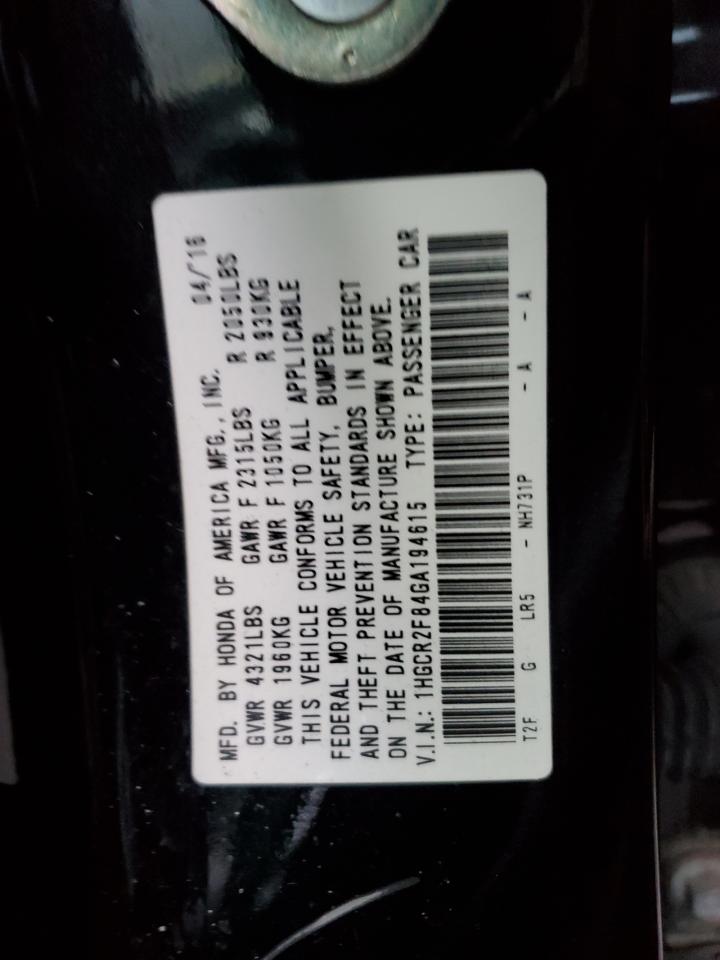 MFD. BY HONDA OF AMERICA MFG., INC. 04/'16
GVWR 4321LBS GAWR F 2315LBS R 2050LBS
GVWR 1960KG GAWR F 1050KG R 930KG
THIS VEHICLE CONFORMS TO ALL APPLICABLE
FEDERAL MOTOR VEHICLE SAFETY, BUMPER,
AND THEFT PREVENTION STANDARDS IN EFFECT
ON THE DATE OF MANUFACTURE SHOWN ABOVE.
V.I.N.: 1HGCR2F84GA194615 TYPE: PASSENGER CAR
T2F G LR5 - NH731P - A - A